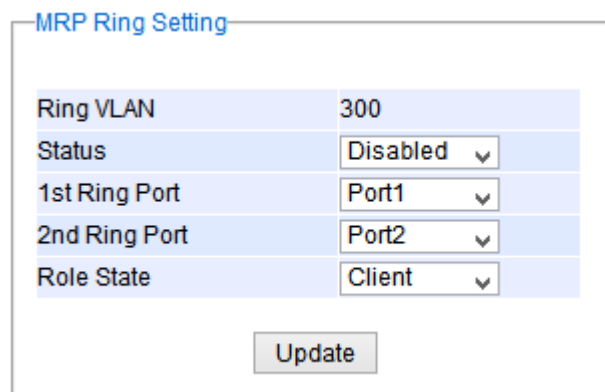 MRP Ring Setting
Ring VLAN 300
Status Disabled
1st Ring Port Port1
2nd Ring Port Port2
Role State Client
Update